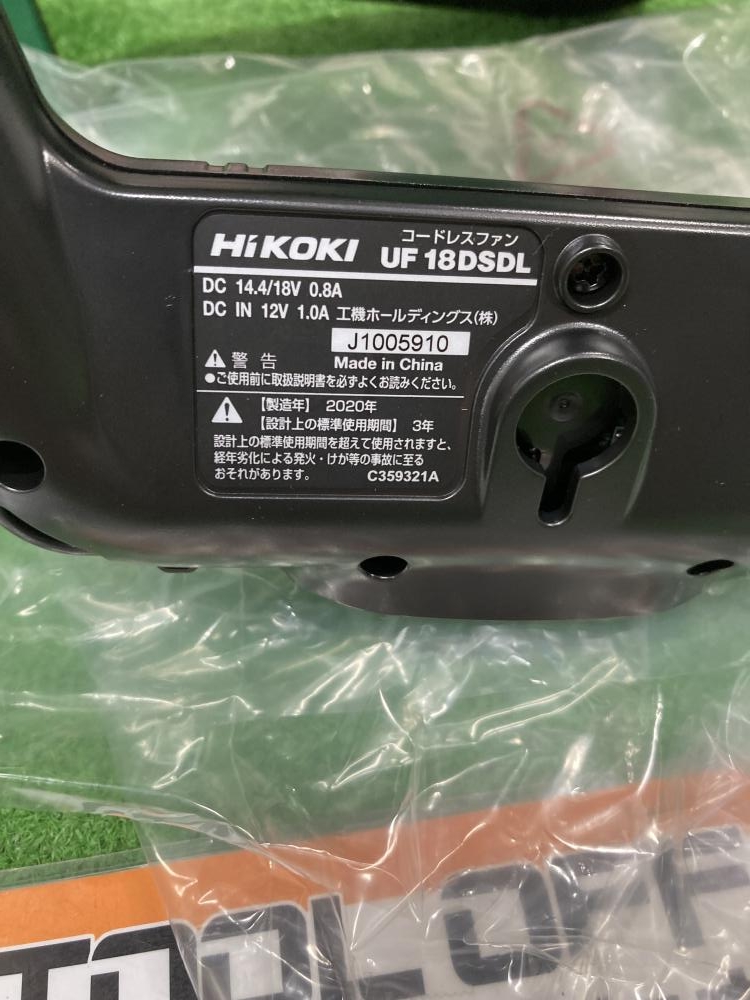 コードレスファン
HiKOKI UF 18DSDL
DC 14.4/18V 0.8A
DC IN 12V 1.0A 工機ホールディングス(株)
J1005910
⚠警告 Made in China
●ご使用前に取扱説明書を必ずよくお読みください。
⚠【製造年】 2020年
【設計上の標準使用期間】 3年
設計上の標準使用期間を超えて使用されますと、
経年劣化による発火・けが等の事故に至る
おそれがあります。 C359321A